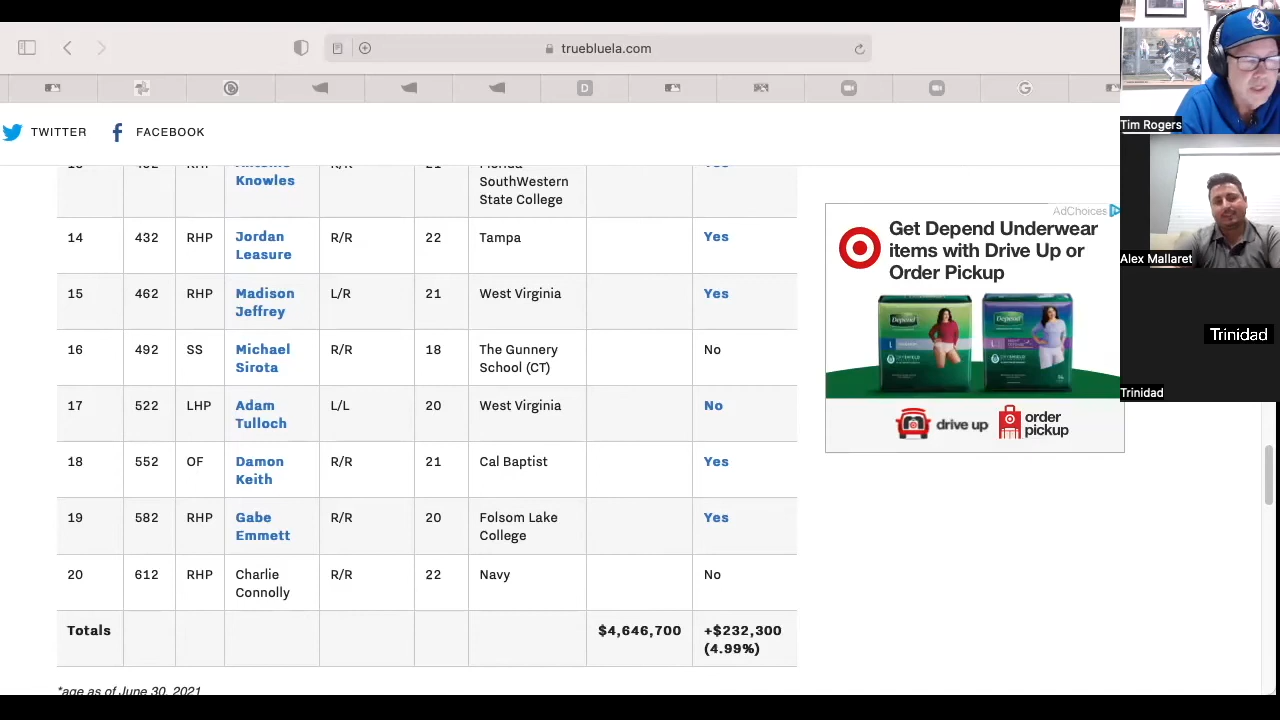 truebluela.com
D
G
TWITTER
FACEBOOK
Knowles
SouthWestern
State College
14 432 RHP Jordan Leasure R/R 22 Tampa Yes
15 462 RHP Madison Jeffrey L/R 21 West Virginia Yes
16 492 SS Michael Sirota R/R 18 The Gunnery School (CT) No
17 522 LHP Adam Tulloch L/L 20 West Virginia No
18 552 OF Damon Keith R/R 21 Cal Baptist Yes
19 582 RHP Gabe Emmett R/R 20 Folsom Lake College Yes
20 612 RHP Charlie Connolly R/R 22 Navy No
Totals $4,646,700 +$232,300 (4.99%)
*age as of June 30, 2021
AdChoices
Get Depend Underwear
items with Drive Up or
Order Pickup
Depend
Depend
drive up
order
pickup
Tim Rogers
Alex Mallaret
Trinidad
Trinidad